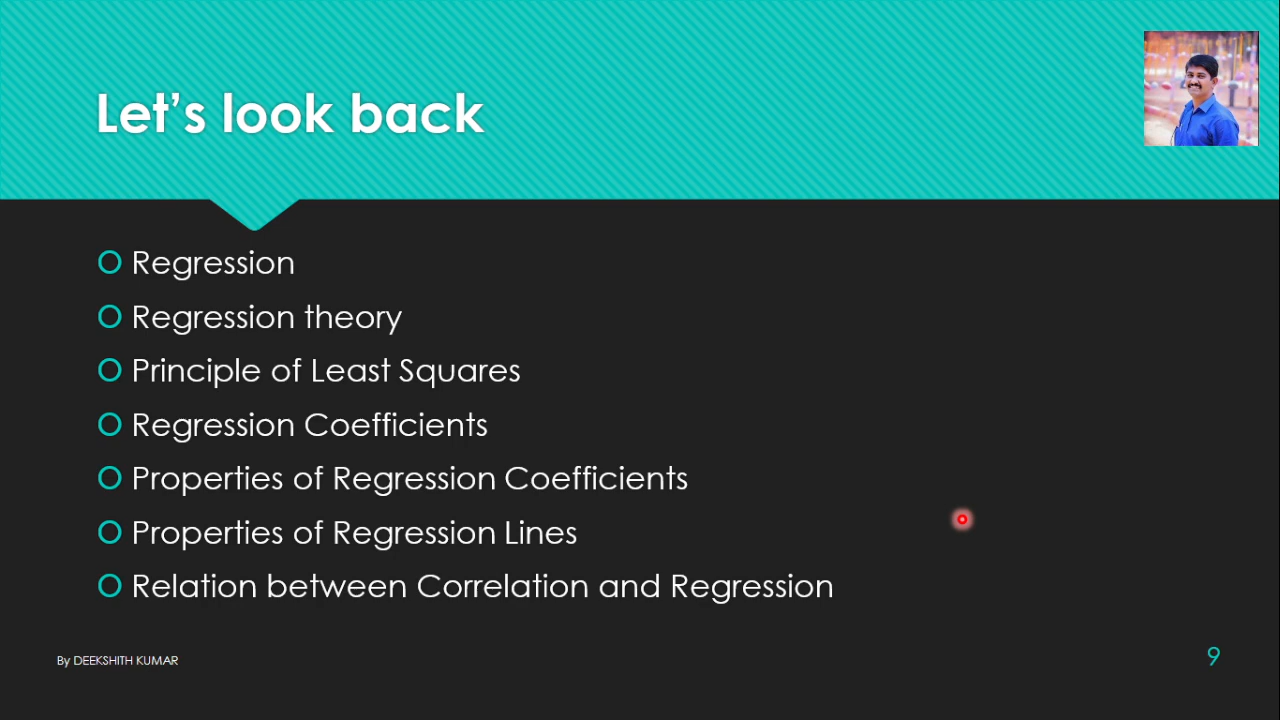 Let’s look back
Regression
Regression theory
Principle of Least Squares
Regression Coefficients
Properties of Regression Coefficients
Properties of Regression Lines
Relation between Correlation and Regression
By DEEKSHITH KUMAR
9